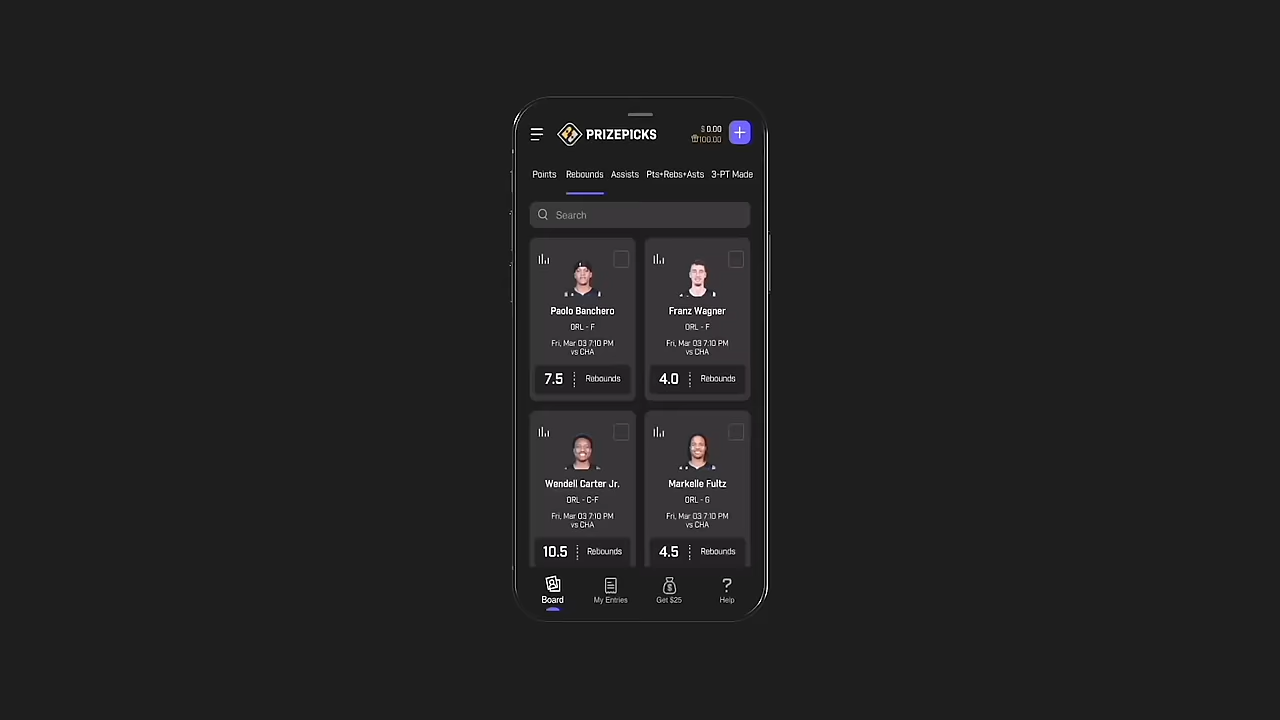 PRIZEPICKS
$ 0.00
100.00
Points Rebounds Assists Pts+Rebs+Asts 3-PT Made
Search
Paolo Banchero
ORL - F
Fri, Mar 03 7:10 PM
vs CHA
7.5 Rebounds
Franz Wagner
ORL - F
Fri, Mar 03 7:10 PM
vs CHA
4.0 Rebounds
Wendell Carter Jr.
ORL - C-F
Fri, Mar 03 7:10 PM
vs CHA
10.5 Rebounds
Markelle Fultz
ORL - G
Fri, Mar 03 7:10 PM
vs CHA
4.5 Rebounds
Board My Entries Get $25 Help